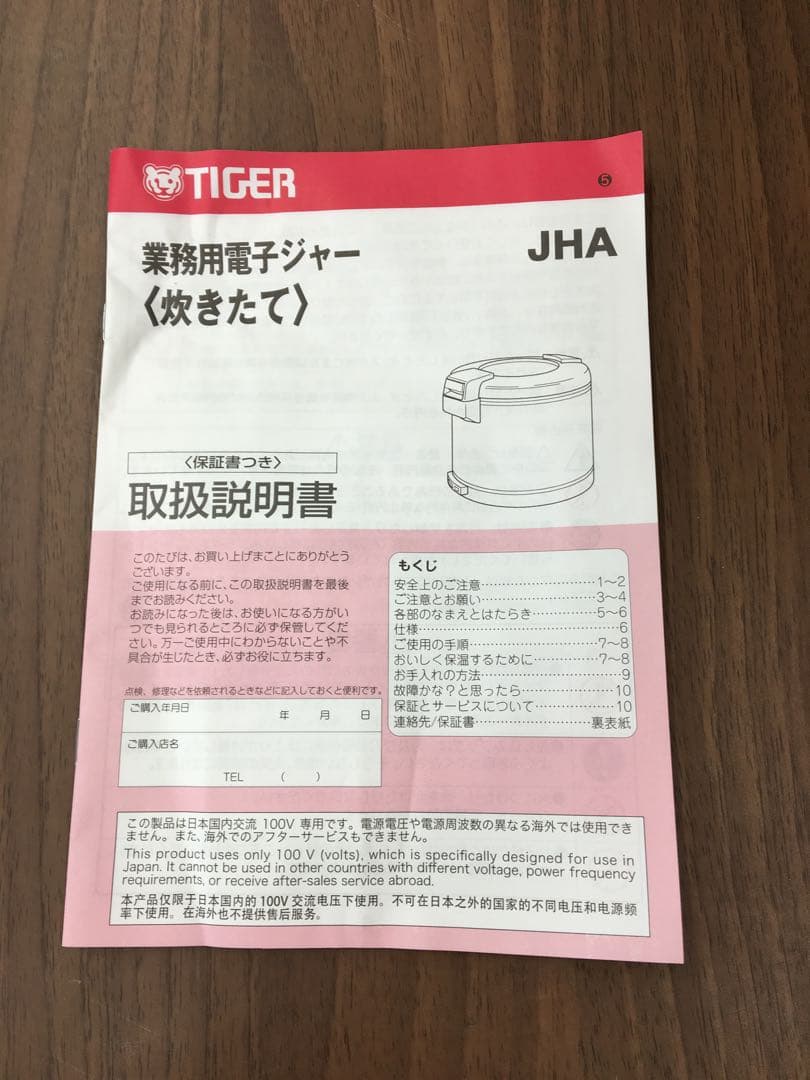 TIGER
❺
業務用電子ジャー
〈炊きたて〉
JHA
〈保証書つき〉
取扱説明書
このたびは、お買い上げまことにありがとう
ございます。
ご使用になる前に、この取扱説明書を最後
までお読みください。
お読みになった後は、お使いになる方がい
つでも見られるところに必ず保管してくだ
さい。万一ご使用中にわからないことや不
具合が生じたとき、必ずお役に立ちます。
点検、修理などを依頼されるときなどに記入しておくと便利です。
ご購入年月日
年 月 日
ご購入店名
TEL ( )
もくじ
安全上のご注意……………………1〜2
ご注意とお願い……………………3〜4
各部のなまえとはたらき…………5〜6
仕様……………………………………6
ご使用の手順………………………7〜8
おいしく保温するために…………7〜8
お手入れの方法………………………9
故障かな?と思ったら………………10
保証とサービスについて……………10
連絡先/保証書……………………裏表紙
この製品は日本国内交流 100V 専用です。電源電圧や電源周波数の異なる海外では使用でき
ません。また、海外でのアフターサービスもできません。
This product uses only 100 V (volts), which is specifically designed for use in
Japan. It cannot be used in other countries with different voltage, power frequency
requirements, or receive after-sales service abroad.
本产品仅限于日本国内的 100V 交流电压下使用。不可在日本之外的国家的不同电压和电源频
率下使用。在海外也不提供售后服务。